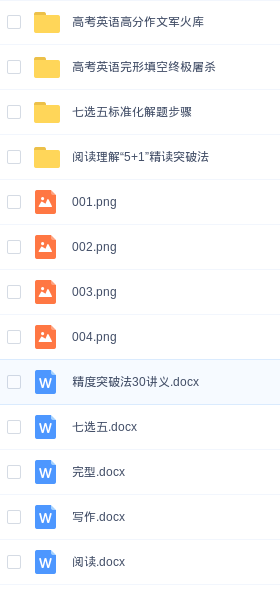 高考英语高分作文军火库
高考英语完形填空终极屠杀
七选五标准化解题步骤
阅读理解“5+1”精读突破法
001.png
002.png
003.png
004.png
W 精度突破法30讲义.docx
W 七选五.docx
W 完型.docx
W 写作.docx
W 阅读.docx